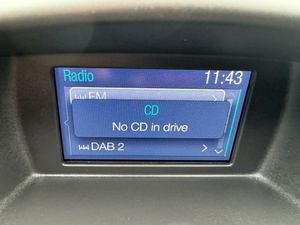 Radio 11:43
FM
CD
No CD in drive
DAB 2